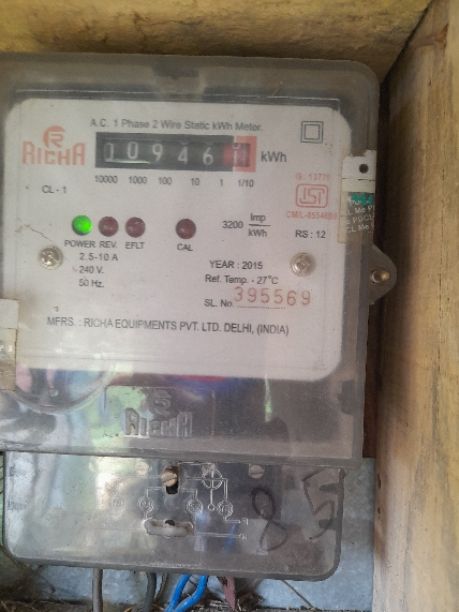 A.C. 1 Phase 2 Wire Static kWh Meter.
RICHA
10946
kWh
10000 1000 100 10 1 1/10
IS: 13779
CL - 1
3200 Imp/kWh
RS : 12
POWER REV. EFLT CAL
2.5-10 A
240 V.
50 Hz.
YEAR : 2015
Ref. Temp. - 27°C
SL. No. 395569
MFRS. : RICHA EQUIPMENTS PVT. LTD. DELHI, (INDIA)
RICHA
85